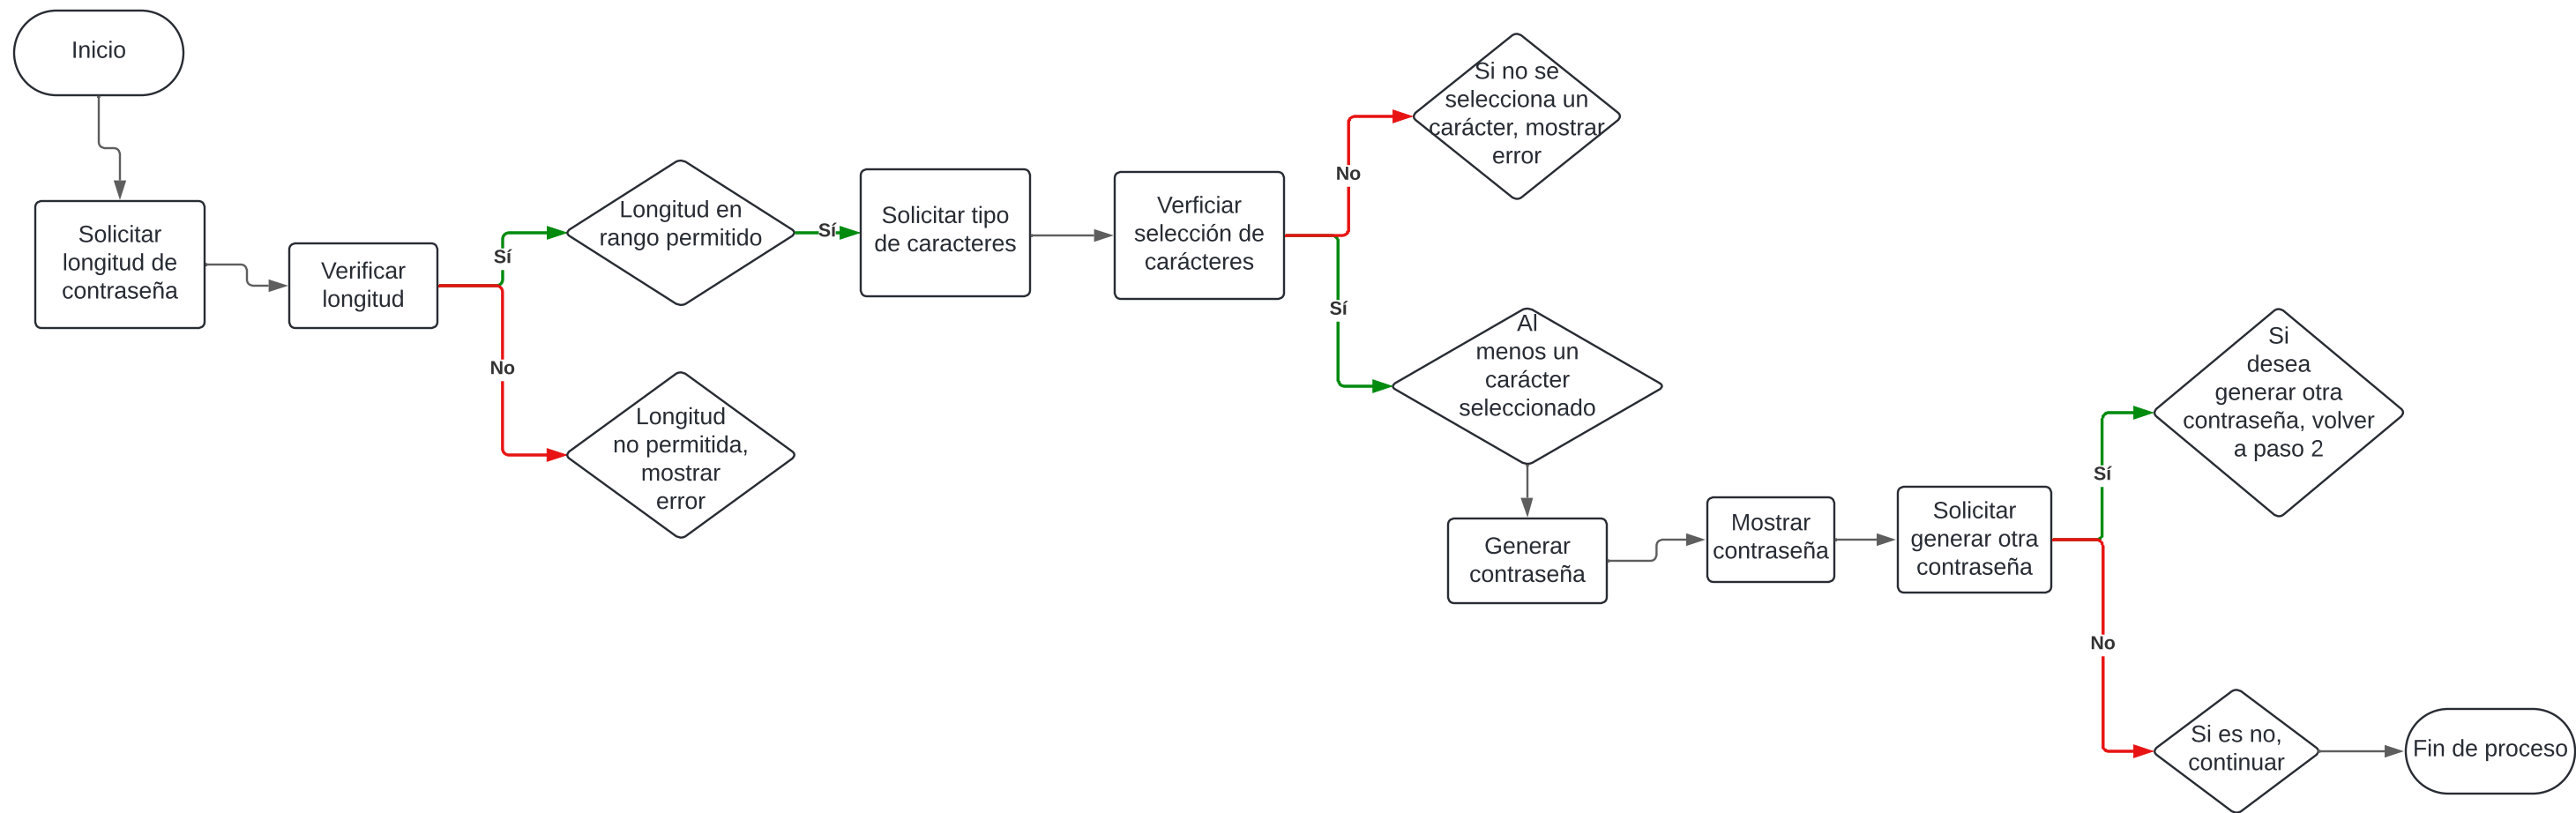 Inicio
Solicitar
longitud de
contraseña
Verificar
longitud
Sí
No
Longitud en
rango permitido
Longitud
no permitida,
mostrar
error
Sí
Solicitar tipo
de caracteres
Verficiar
selección de
carácteres
No
Sí
Si no se
selecciona un
carácter, mostrar
error
Al
menos un
carácter
seleccionado
Generar
contraseña
Mostrar
contraseña
Solicitar
generar otra
contraseña
Sí
No
Si
desea
generar otra
contraseña, volver
a paso 2
Si es no,
continuar
Fin de proceso